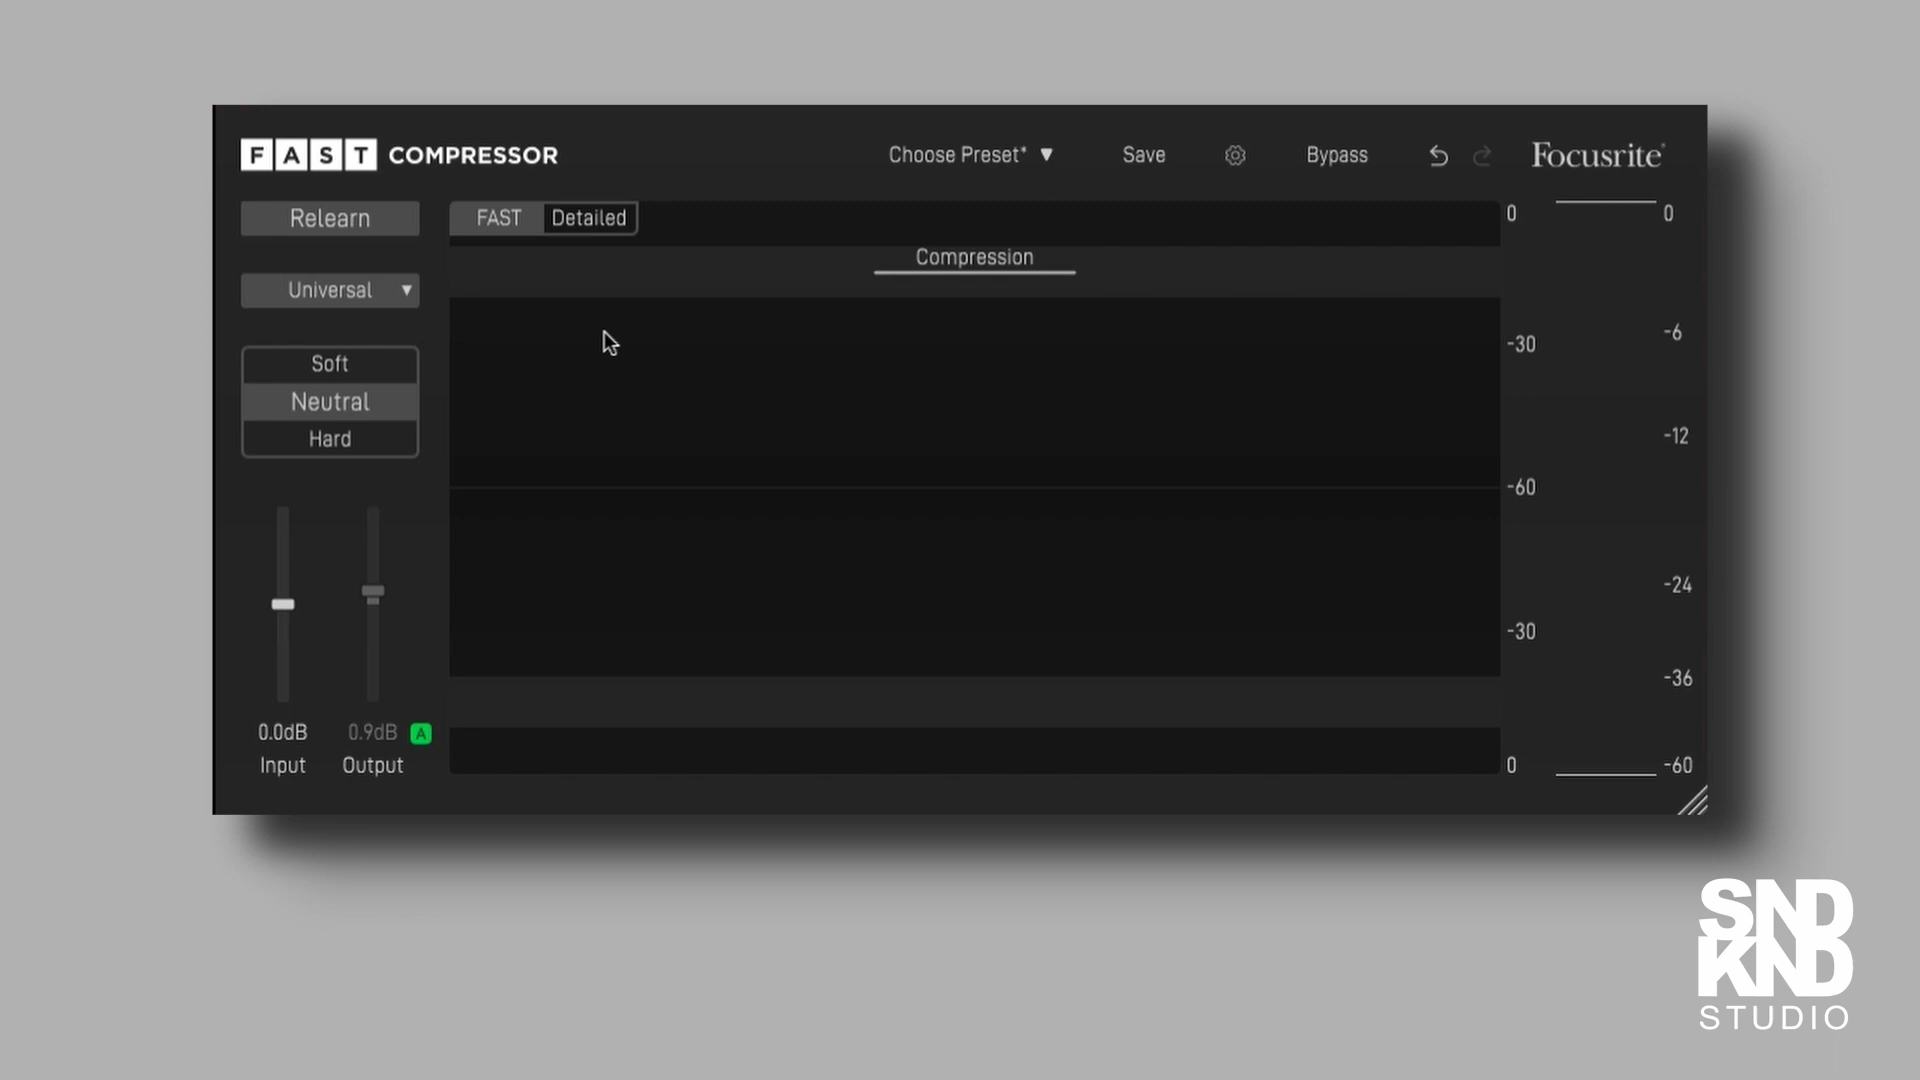 FAST COMPRESSOR
Choose Preset* ▼
Save
Bypass
Focusrite
Relearn
FAST
Detailed
Compression
Universal ▼
Soft
Neutral
Hard
0.0dB
0.9dB
A
Input
Output
0
-30
-60
-30
0
0
-6
-12
-24
-36
-60
SND
KND
STUDIO